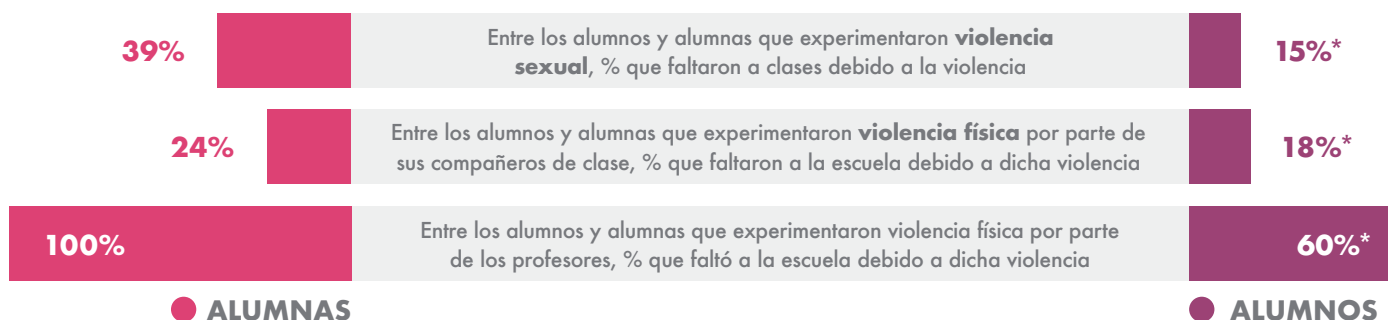 39%
Entre los alumnos y alumnas que experimentaron violencia
sexual, % que faltaron a clases debido a la violencia
15%*
24%
Entre los alumnos y alumnas que experimentaron violencia física por parte de
sus compañeros de clase, % que faltaron a la escuela debido a dicha violencia
18%*
100%
Entre los alumnos y alumnas que experimentaron violencia física por parte
de los profesores, % que faltó a la escuela debido a dicha violencia
60%*
ALUMNAS
ALUMNOS